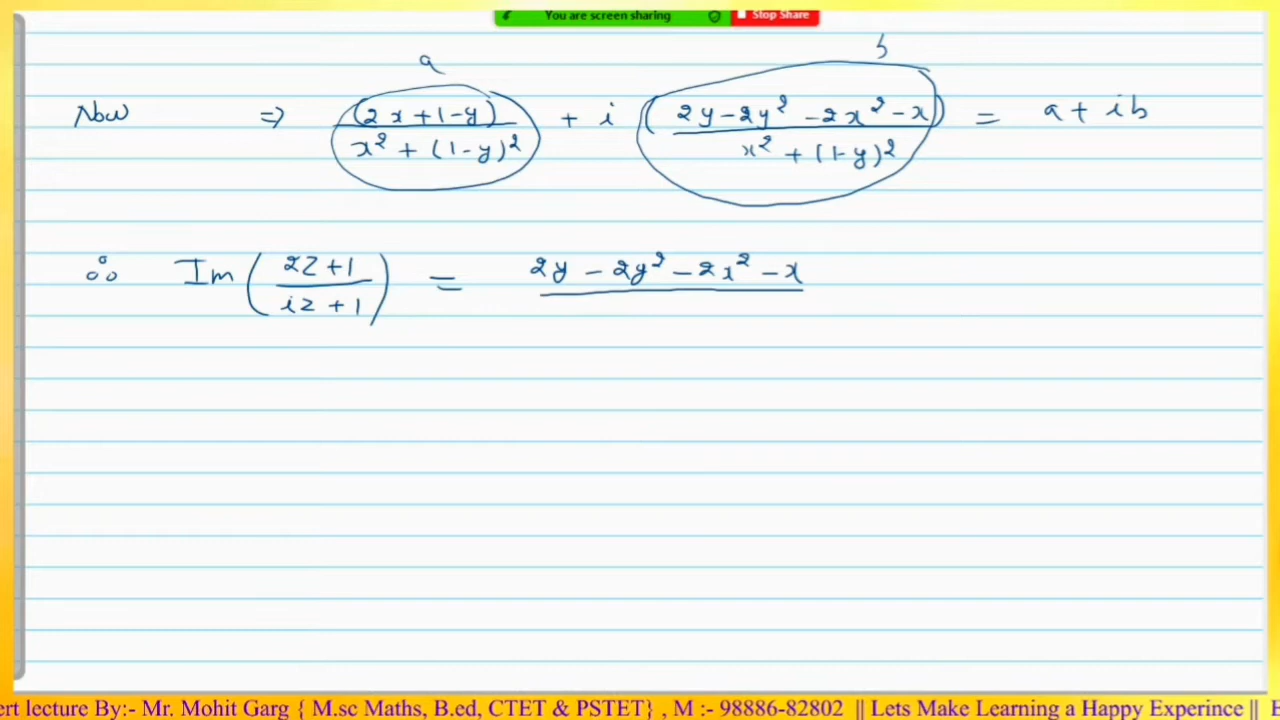 You are screen sharing Stop Share
a b
Now ⇒ (2x+1-y) / x² + (1-y)² + i (2y-2y²-2x²-x) / x² + (1-y)² = a + ib
∴ Im (2Z+1 / iz+1) = 2y - 2y² - 2x² - x
ert lecture By:- Mr. Mohit Garg { M.sc Maths, B.ed, CTET & PSTET} , M :- 98886-82802 || Lets Make Learning a Happy Experince || E